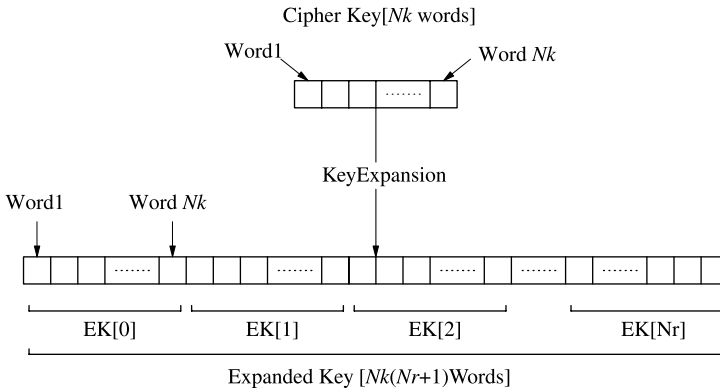 Cipher Key[Nk words]
Word1
Word Nk
KeyExpansion
Word1
Word Nk
EK[0]
EK[1]
EK[2]
EK[Nr]
Expanded Key [Nk(Nr+1)Words]